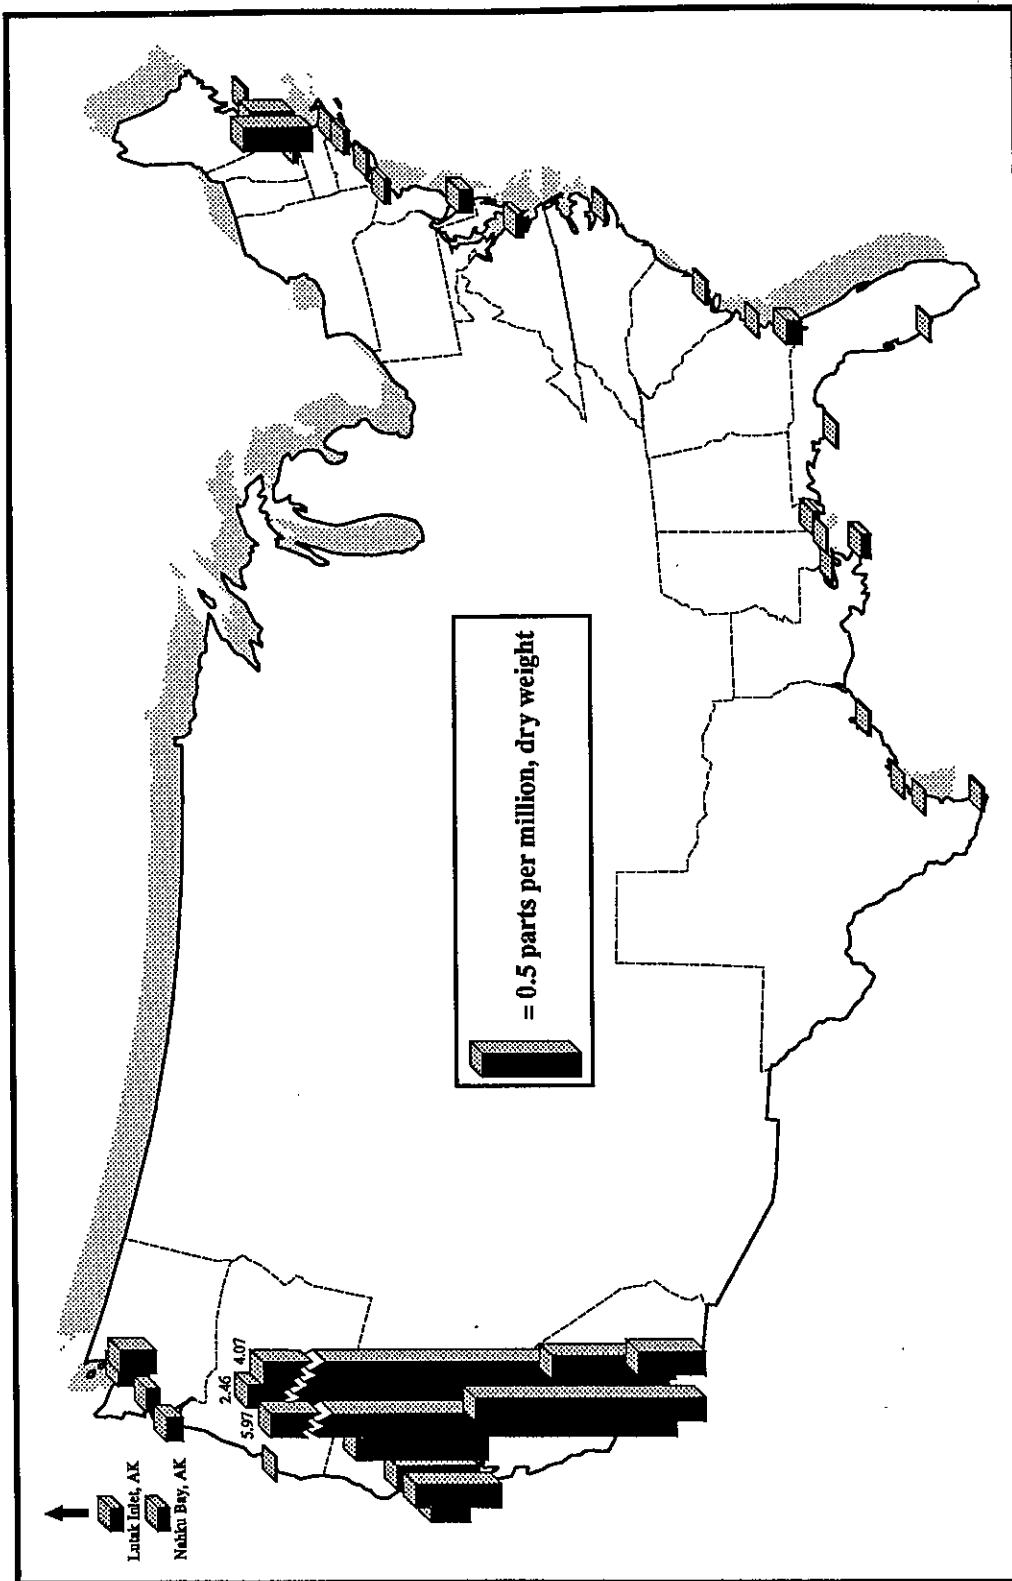 Lutak Inlet, AK
Nahku Bay, AK
5.97
2.46
4.07
= 0.5 parts per million, dry weight